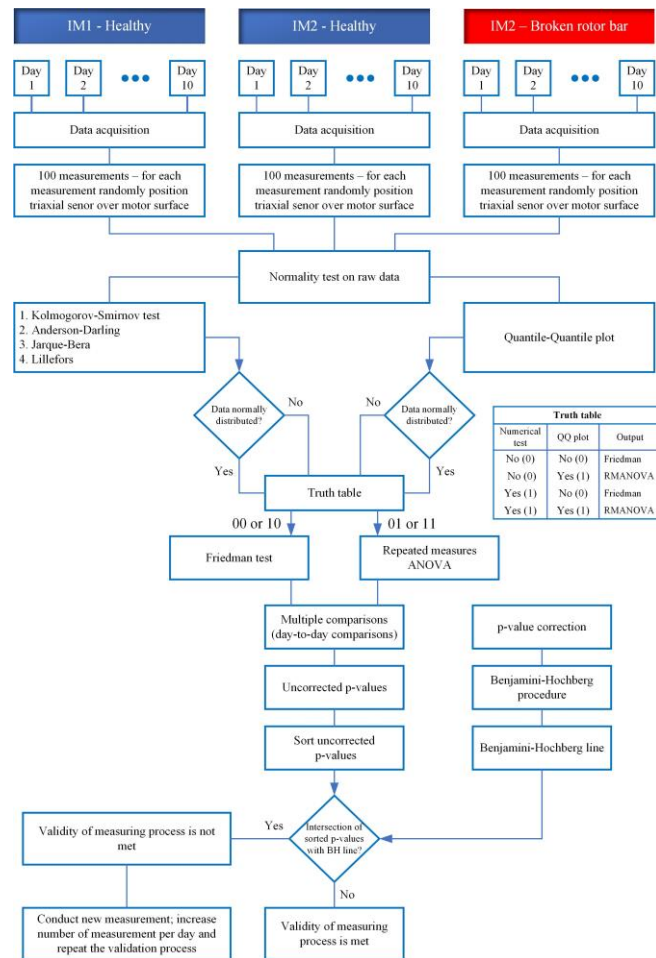 IM1 - Healthy
IM2 - Healthy
IM2 – Broken rotor bar
Day
1
Day
2
•••
Day
10
Day
1
Day
2
•••
Day
10
Day
1
Day
2
•••
Day
10
Data acquisition
Data acquisition
Data acquisition
100 measurements – for each
measurement randomly position
triaxial senor over motor surface
100 measurements – for each
measurement randomly position
triaxial senor over motor surface
100 measurements – for each
measurement randomly position
triaxial senor over motor surface
Normality test on raw data
1. Kolmogorov-Smirnov test
2. Anderson-Darling
3. Jarque-Bera
4. Lillefors
Quantile-Quantile plot
Data normally
distributed?
No
Yes
Data normally
distributed?
No
Yes
Truth table
Numerical
test
QQ plot
Output
No (0)
No (0)
Friedman
No (0)
Yes (1)
RMANOVA
Yes (1)
No (0)
Friedman
Yes (1)
Yes (1)
RMANOVA
Truth table
00 or 10
01 or 11
Friedman test
Repeated measures
ANOVA
Multiple comparisons
(day-to-day comparisons)
p-value correction
Uncorrected p-values
Benjamini-Hochberg
procedure
Sort uncorrected
p-values
Benjamini-Hochberg line
Intersection of
sorted p-values
with BH line?
Yes
No
Validity of measuring process is not
met
Conduct new measurement; increase
number of measurement per day and
repeat the validation process
Validity of measuring
process is met